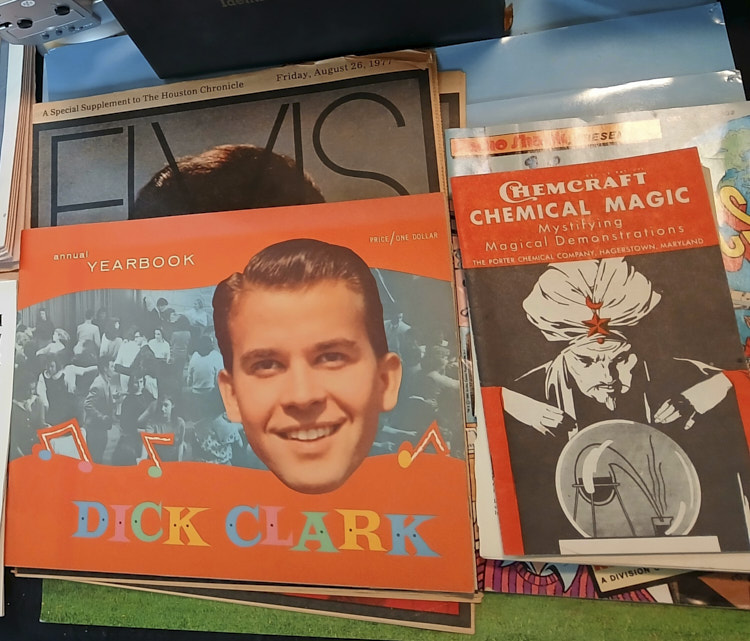 A Special Supplement to The Houston Chronicle
Friday, August 26, 1977
ELVIS
annual
YEARBOOK
PRICE/ONE DOLLAR
DICK CLARK
PRESEN
CHEMCRAFT
CHEMICAL MAGIC
Mystifying
Magical Demonstrations
THE PORTER CHEMICAL COMPANY, HAGERSTOWN, MARYLAND
A DIVISION